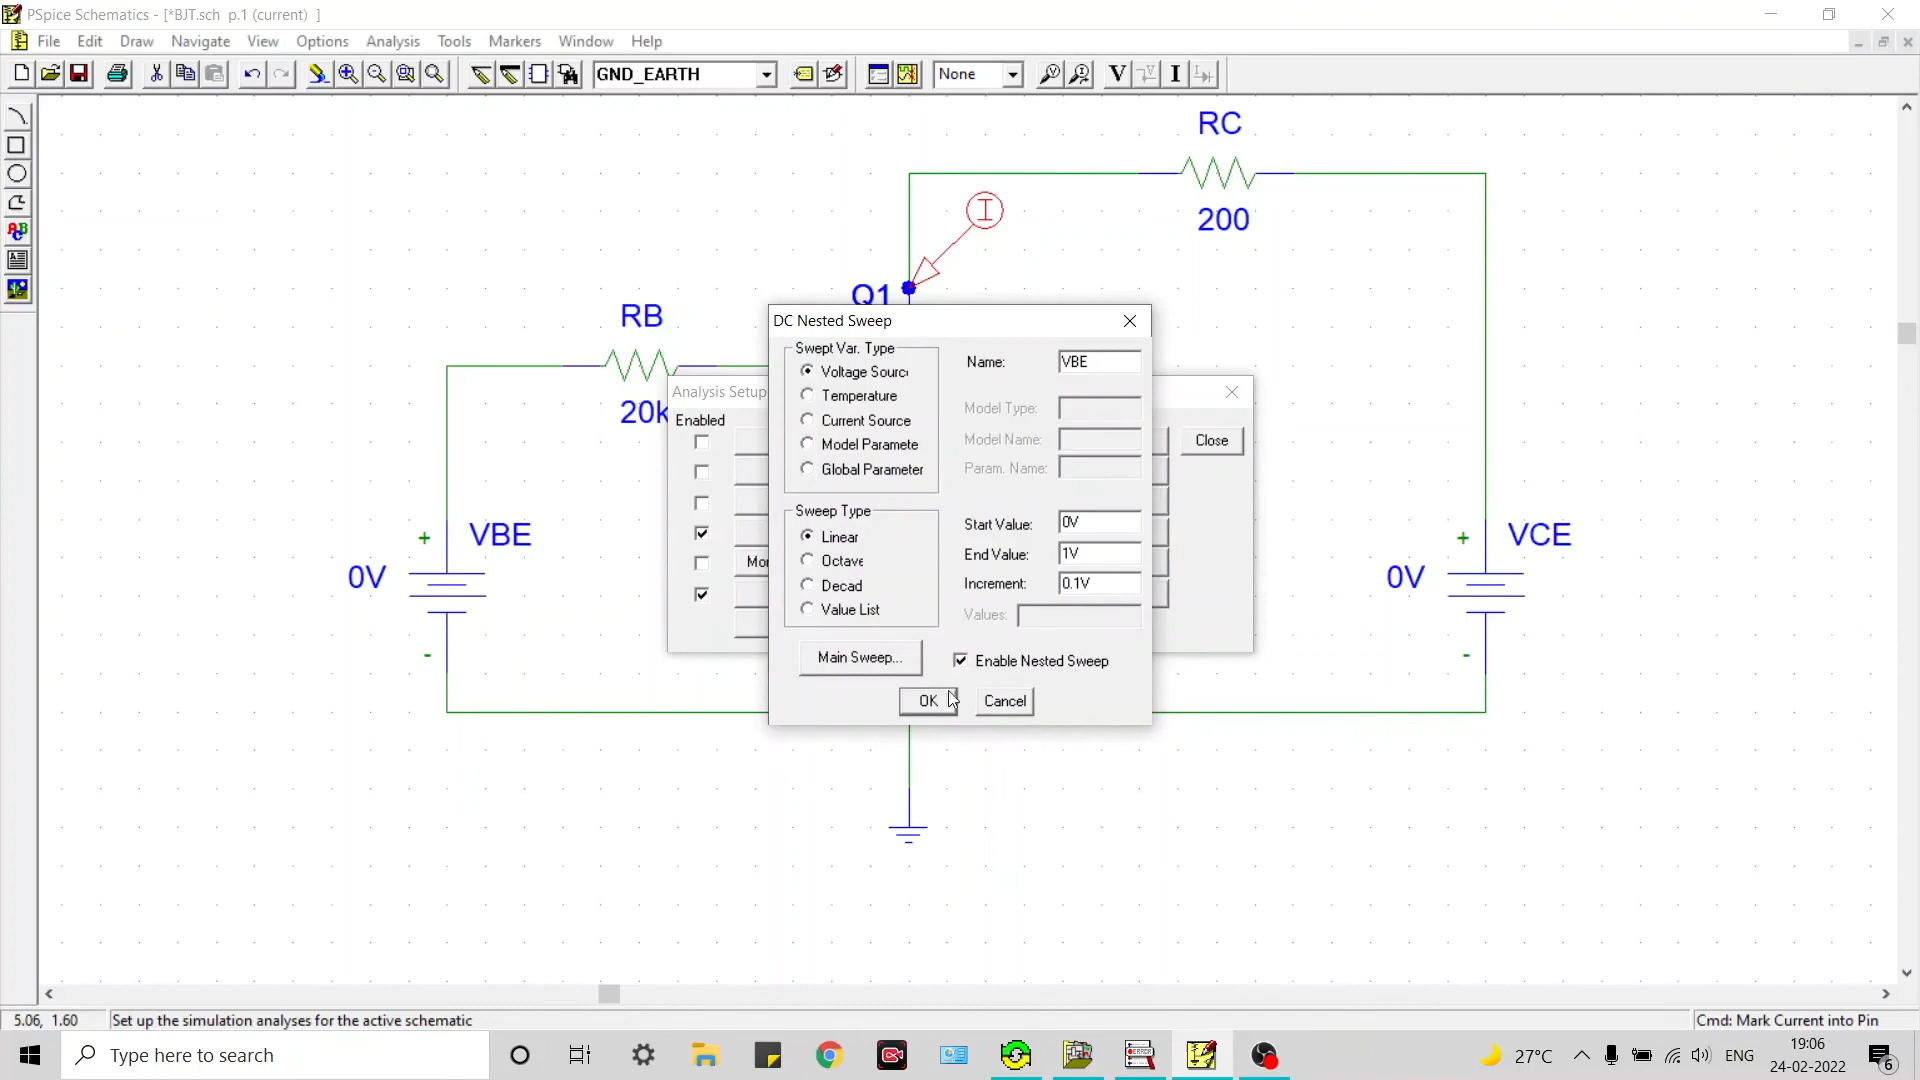 PSpice Schematics - [*BJT.sch p.1 (current) ]
File Edit Draw Navigate View Options Analysis Tools Markers Window Help
GND_EARTH None V I
RC
200
I
Q1
RB
20k
VBE
0V
+
-
VCE
0V
+
-
Analysis Setup
Enabled
Close
DC Nested Sweep
Swept Var. Type
Voltage Sourc
Temperature
Current Source
Model Paramete
Global Parameter
Name: VBE
Model Type:
Model Name:
Param. Name:
Sweep Type
Linear
Octave
Decad
Value List
Start Value: 0V
End Value: 1V
Increment: 0.1V
Values:
Main Sweep...
Enable Nested Sweep
OK Cancel
5.06, 1.60 Set up the simulation analyses for the active schematic Cmd: Mark Current into Pin
Type here to search
27°C ENG
19:06
24-02-2022
6